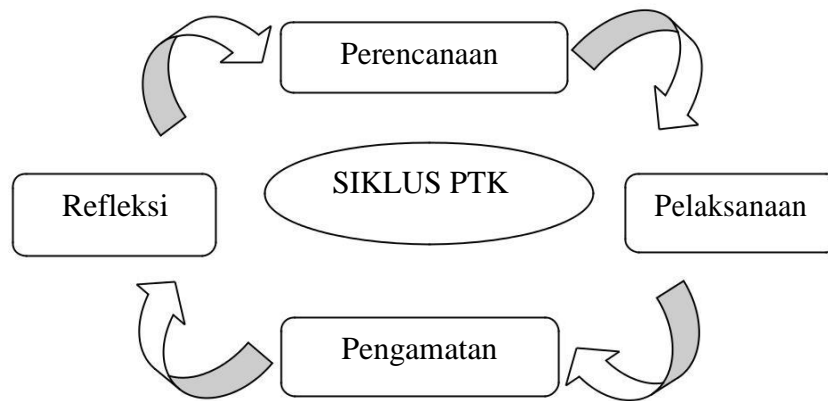 Perencanaan
Refleksi
SIKLUS PTK
Pelaksanaan
Pengamatan